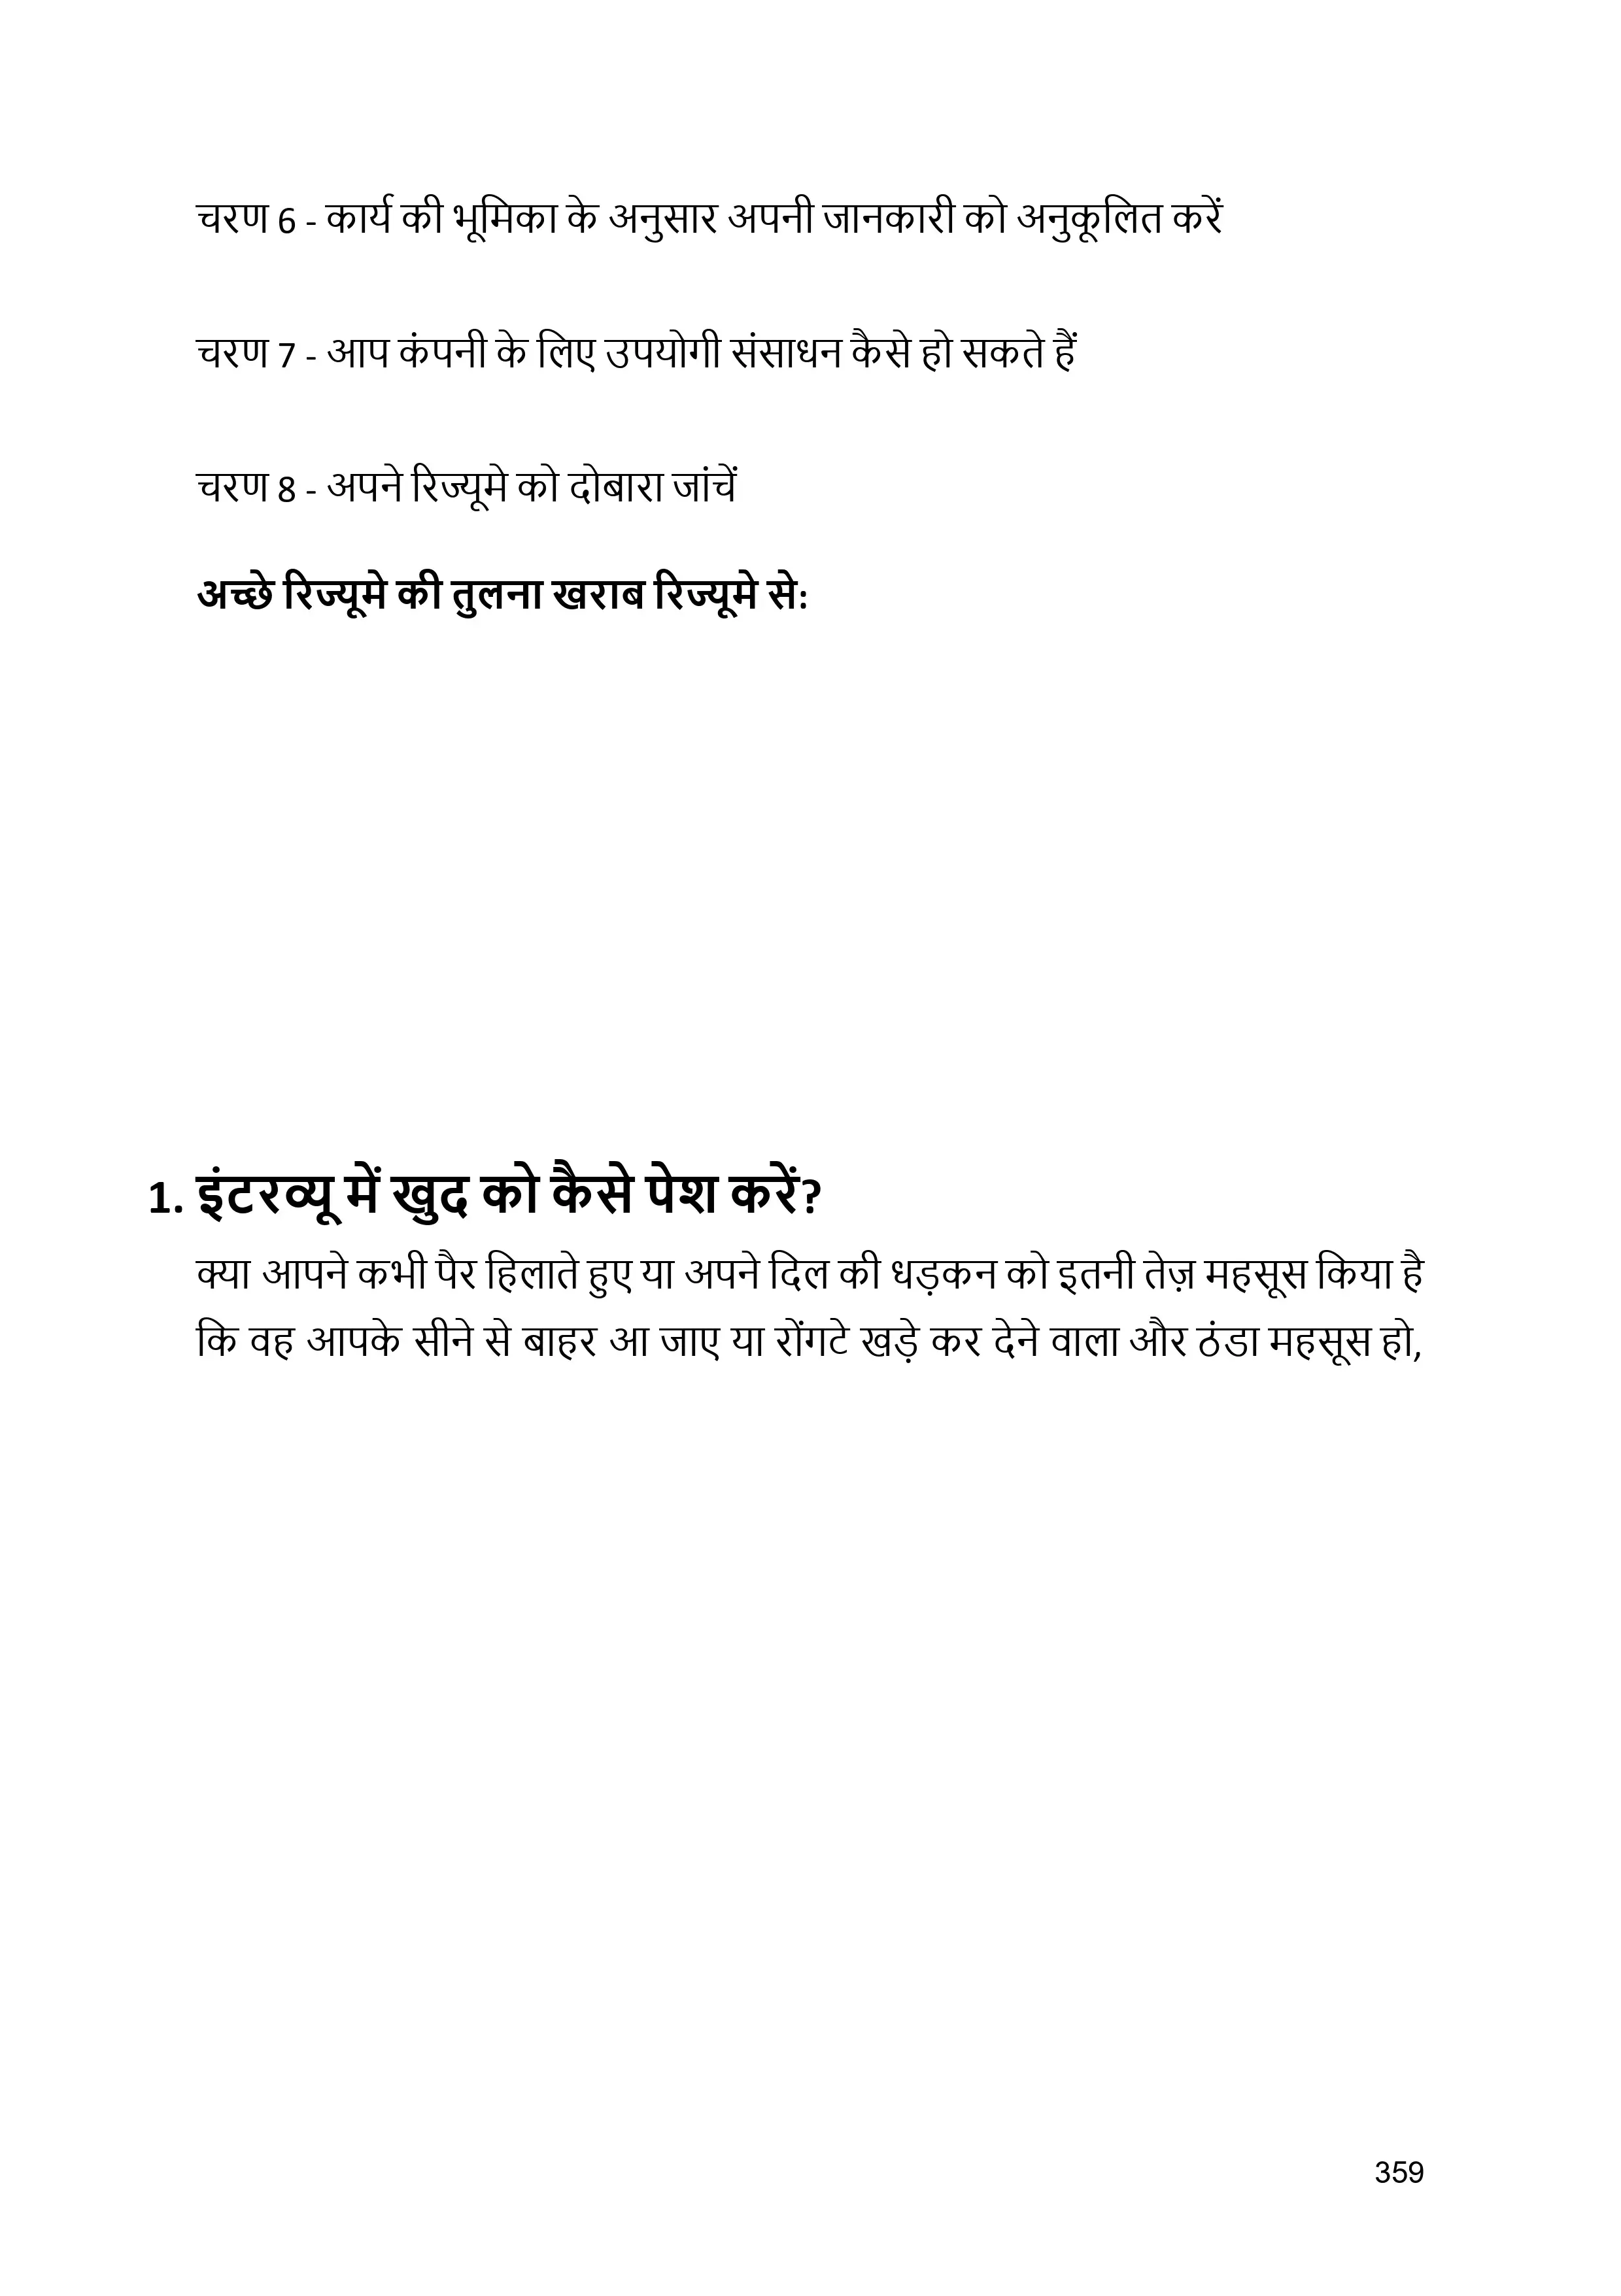 चरण 6 - कार्य की भूमिका के अनुसार अपनी जानकारी को अनुकूलित करें
चरण 7 - आप कंपनी के लिए उपयोगी संसाधन कैसे हो सकते हैं
चरण 8 - अपने रिज्यूमे को दोबारा जांचें
अच्छे रिज्यूमे की तुलना खराब रिज्यूमे से:
1. इंटरव्यू में खुद को कैसे पेश करें?
क्या आपने कभी पैर हिलाते हुए या अपने दिल की धड़कन को इतनी तेज़ महसूस किया है
कि वह आपके सीने से बाहर आ जाए या रोंगटे खड़े कर देने वाला और ठंडा महसूस हो,
359